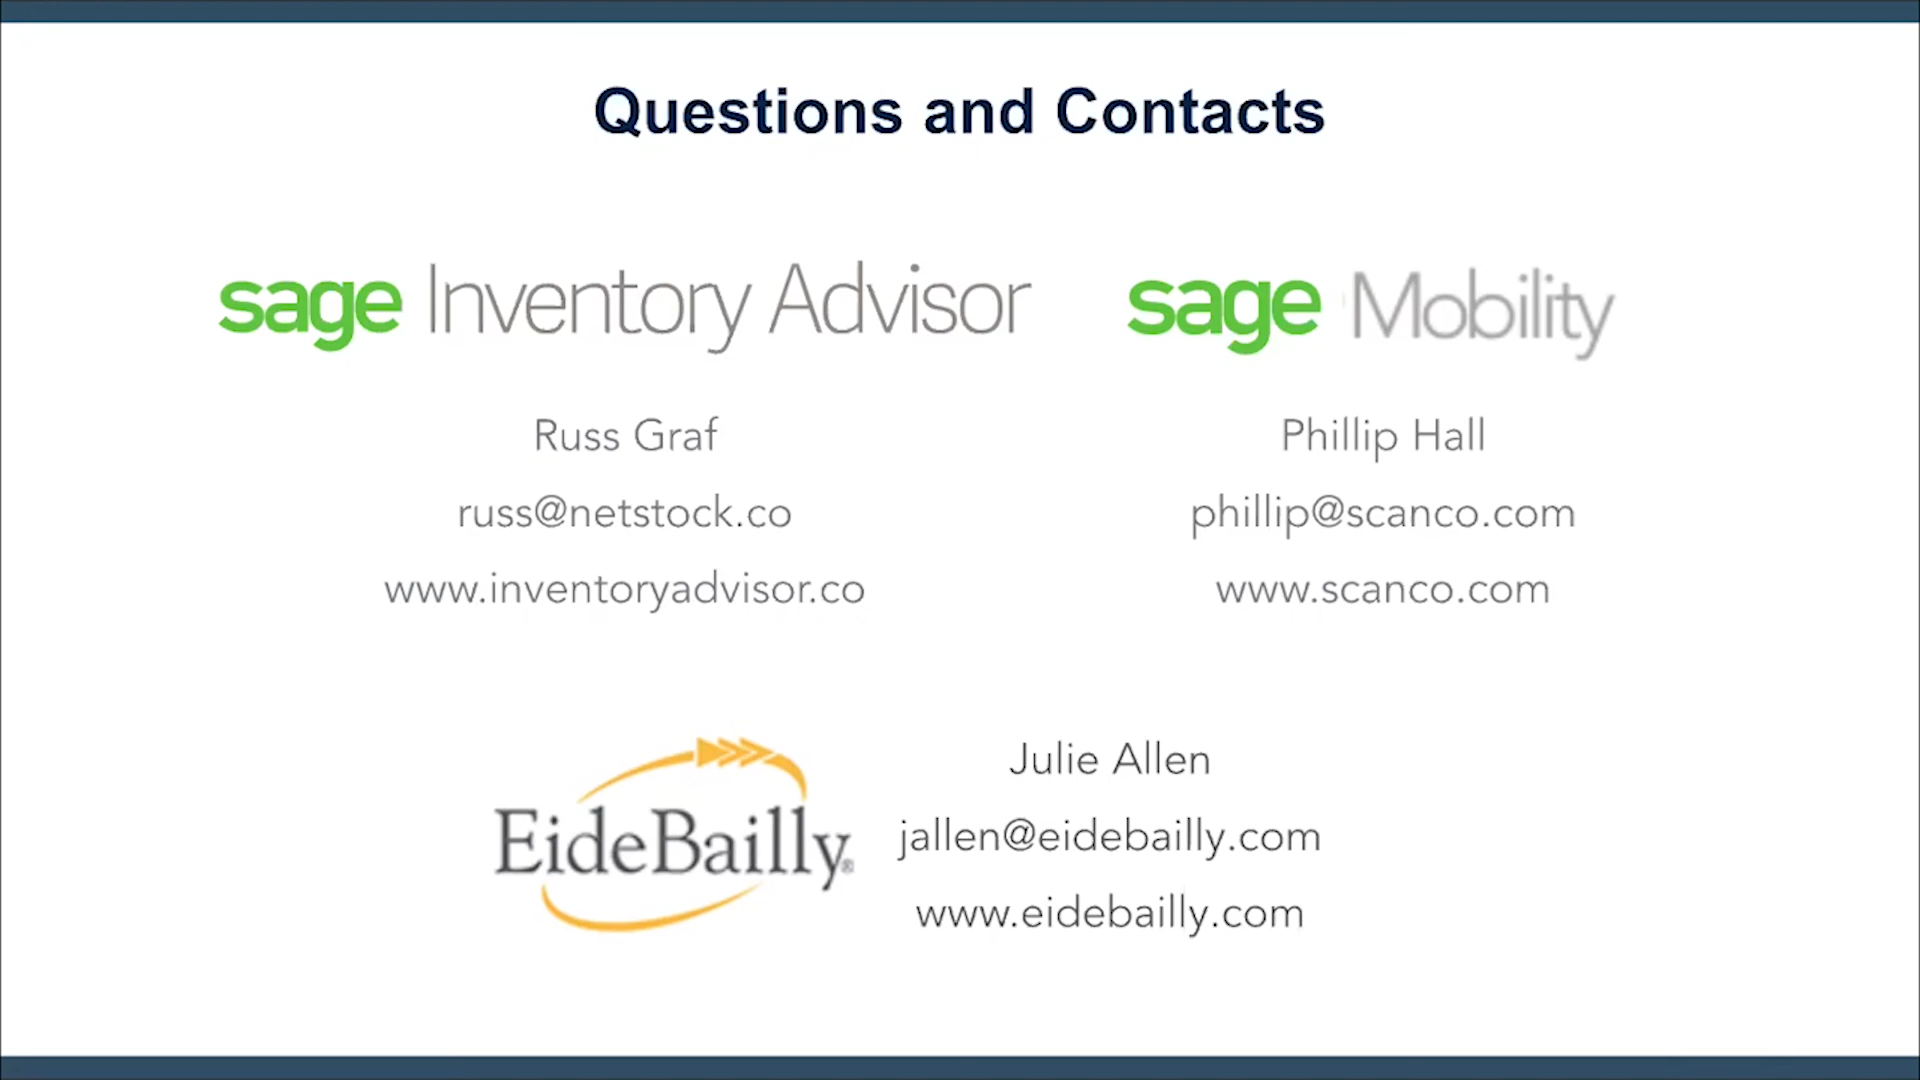 Questions and Contacts
sage Inventory Advisor
Russ Graf
russ@netstock.co
www.inventoryadvisor.co
sage Mobility
Phillip Hall
phillip@scanco.com
www.scanco.com
EideBailly®
Julie Allen
jallen@eidebailly.com
www.eidebailly.com